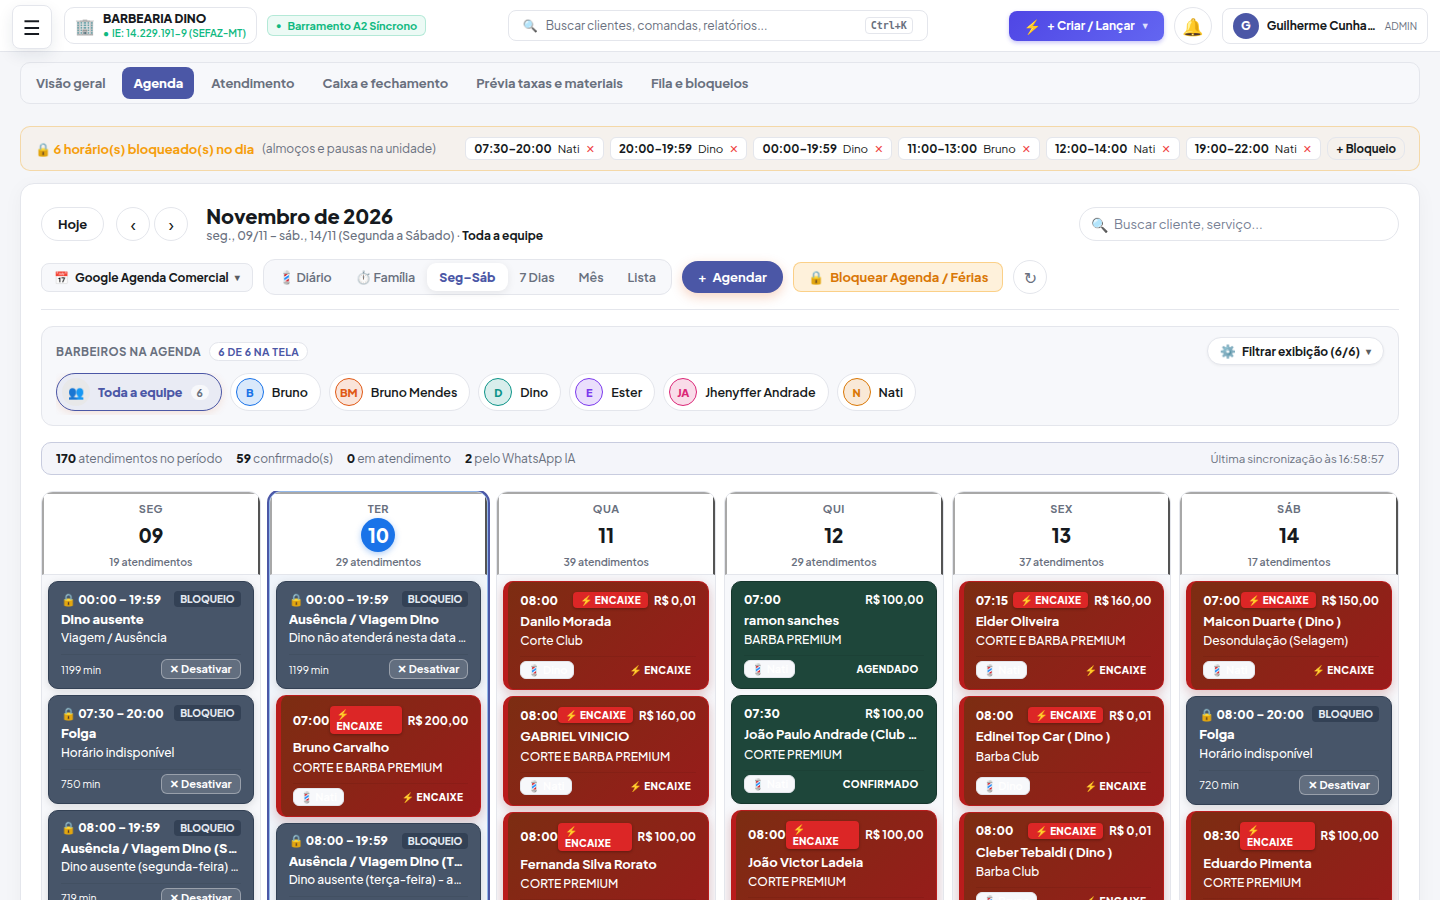 BARBEARIA DINO
● IE: 14.229.191-9 (SEFAZ-MT)
● Barramento A2 Síncrono
Buscar clientes, comandas, relatórios...
Ctrl+K
+ Criar / Lançar ▾
G
Guilherme Cunha...
ADMIN
Visão geral
Agenda
Atendimento
Caixa e fechamento
Prévia taxas e materiais
Fila e bloqueios
6 horário(s) bloqueado(s) no dia (almoços e pausas na unidade)
07:30–20:00 Nati ✕
20:00–19:59 Dino ✕
00:00–19:59 Dino ✕
11:00–13:00 Bruno ✕
12:00–14:00 Nati ✕
19:00–22:00 Nati ✕
+ Bloqueio
Hoje
‹
›
Novembro de 2026
seg., 09/11 – sáb., 14/11 (Segunda a Sábado) · Toda a equipe
Buscar cliente, serviço...
Google Agenda Comercial ▾
Diário
Família
Seg–Sáb
7 Dias
Mês
Lista
+ Agendar
Bloquear Agenda / Férias
↻
BARBEIROS NA AGENDA
6 DE 6 NA TELA
Filtrar exibição (6/6) ▾
Toda a equipe 6
B Bruno
BM Bruno Mendes
D Dino
E Ester
JA Jhenyffer Andrade
N Nati
170 atendimentos no período
59 confirmado(s)
0 em atendimento
2 pelo WhatsApp IA
Última sincronização às 16:58:57
SEG
09
19 atendimentos
00:00 – 19:59
BLOQUEIO
Dino ausente
Viagem / Ausência
1199 min
✕ Desativar
07:30 – 20:00
BLOQUEIO
Folga
Horário indisponível
750 min
✕ Desativar
08:00 – 19:59
BLOQUEIO
Ausência / Viagem Dino (S...
Dino ausente (segunda-feira) ...
719 min
✕ Desativar
TER
10
29 atendimentos
00:00 – 19:59
BLOQUEIO
Ausência / Viagem Dino
Dino não atenderá nesta data ...
1199 min
✕ Desativar
07:00
⚡ ENCAIXE
R$ 200,00
Bruno Carvalho
CORTE E BARBA PREMIUM
⚡ ENCAIXE
08:00 – 19:59
BLOQUEIO
Ausência / Viagem Dino (T...
Dino ausente (terça-feira) - a...
QUA
11
39 atendimentos
08:00
⚡ ENCAIXE
R$ 0,01
Danilo Morada
Corte Club
⚡ ENCAIXE
08:00
⚡ ENCAIXE
R$ 160,00
GABRIEL VINICIO
CORTE E BARBA PREMIUM
⚡ ENCAIXE
08:00
⚡ ENCAIXE
R$ 100,00
Fernanda Silva Rorato
CORTE PREMIUM
QUI
12
29 atendimentos
07:00
R$ 100,00
ramon sanches
BARBA PREMIUM
AGENDADO
07:30
R$ 100,00
João Paulo Andrade (Club ...
CORTE PREMIUM
CONFIRMADO
08:00
⚡ ENCAIXE
R$ 100,00
João Victor Ladeia
CORTE PREMIUM
SEX
13
37 atendimentos
07:15
⚡ ENCAIXE
R$ 160,00
Elder Oliveira
CORTE E BARBA PREMIUM
⚡ ENCAIXE
08:00
⚡ ENCAIXE
R$ 0,01
Edinei Top Car ( Dino )
Barba Club
⚡ ENCAIXE
08:00
⚡ ENCAIXE
R$ 0,01
Cleber Tebaldi ( Dino )
Barba Club
⚡ ENCAIXE
SÁB
14
17 atendimentos
07:00
⚡ ENCAIXE
R$ 150,00
Maicon Duarte ( Dino )
Desondulação (Selagem)
⚡ ENCAIXE
08:00 – 20:00
BLOQUEIO
Folga
Horário indisponível
720 min
✕ Desativar
08:30
⚡ ENCAIXE
R$ 100,00
Eduardo Pimenta
CORTE PREMIUM